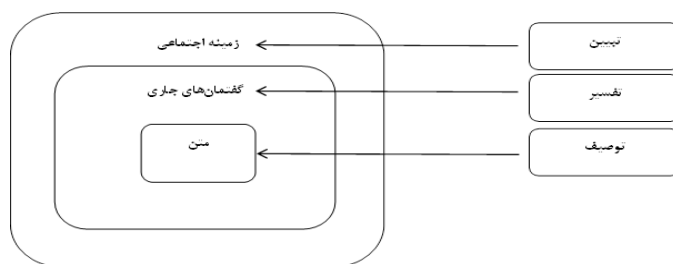 زمینه اجتماعی
تبیین
گفتمان‌های جاری
تفسیر
متن
توصیف